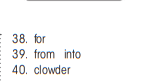 38. for
39. from into
40. clowder